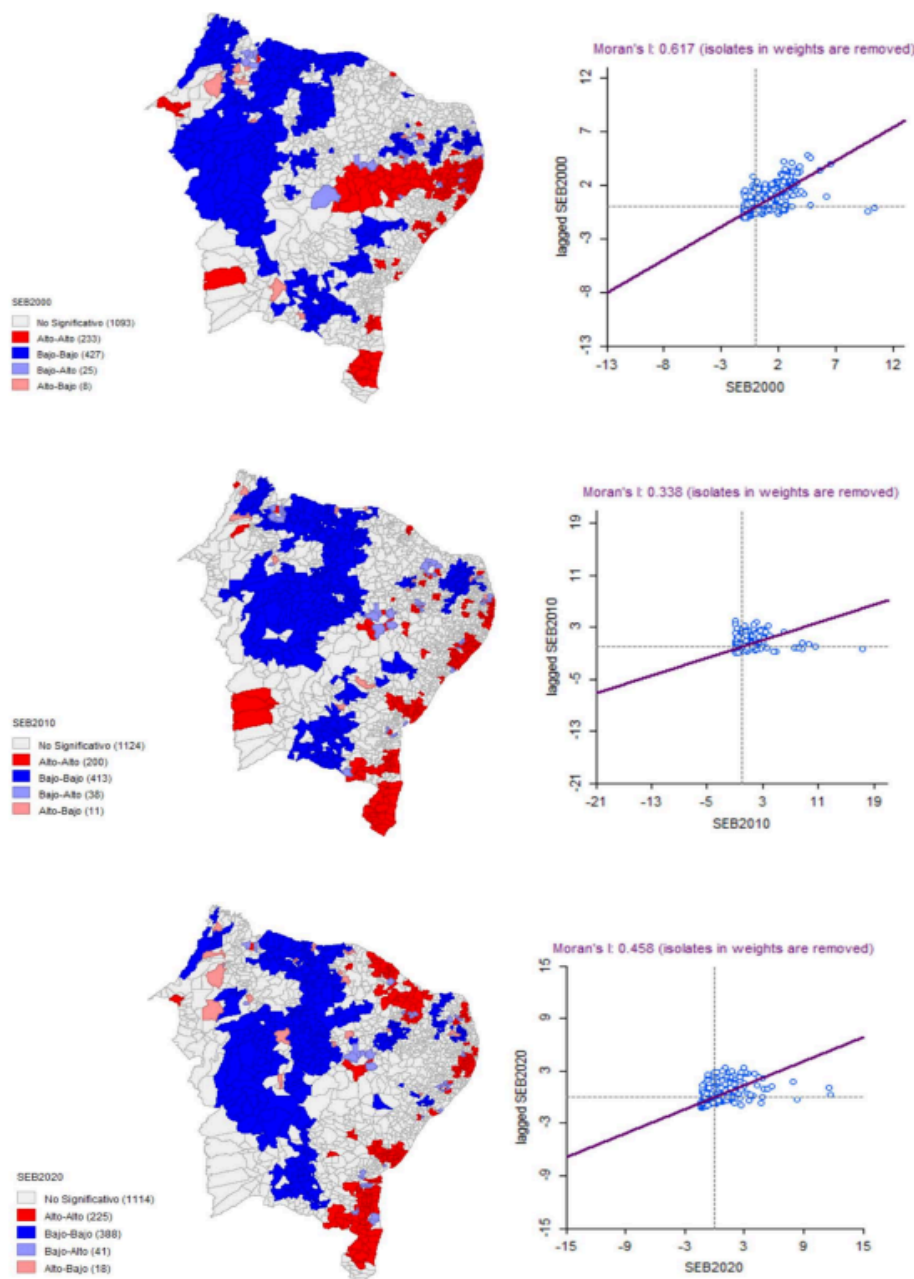 Moran's I: 0.617 (isolates in weights are removed)
12
7
2
-3
-8
-13
lagged SEB2000
-13
-8
-3
2
7
12
SEB2000
SEB2000
No Significativo (1093)
Alto-Alto (233)
Bajo-Bajo (427)
Bajo-Alto (25)
Alto-Bajo (8)
Moran's I: 0.338 (isolates in weights are removed)
19
11
3
-5
-13
-21
lagged SEB2010
-21
-13
-5
3
11
19
SEB2010
SEB2010
No Significativo (1124)
Alto-Alto (200)
Bajo-Bajo (413)
Bajo-Alto (38)
Alto-Bajo (11)
Moran's I: 0.458 (isolates in weights are removed)
15
9
3
-3
-9
-15
lagged SEB2020
-15
-9
-3
3
9
15
SEB2020
SEB2020
No Significativo (1114)
Alto-Alto (225)
Bajo-Bajo (388)
Bajo-Alto (41)
Alto-Bajo (18)